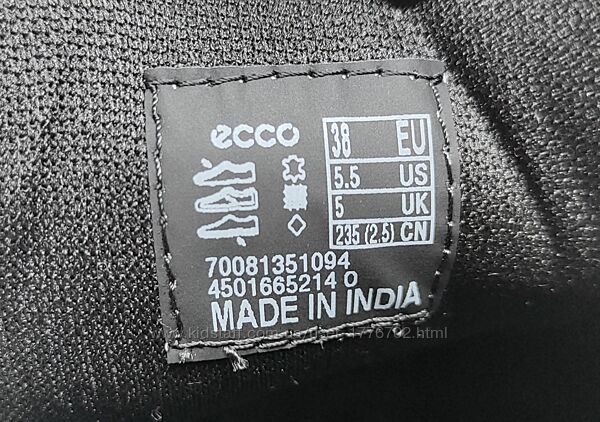 ecco
38 EU
5.5 US
5 UK
235 (2.5) CN
70081351094
4501665214 0
MADE IN INDIA